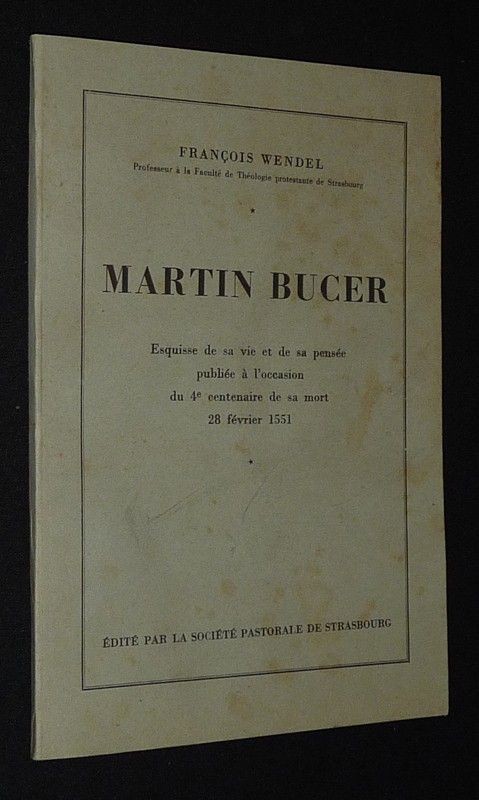 FRANÇOIS WENDEL
Professeur à la Faculté de Théologie protestante de Strasbourg
*
MARTIN BUCER
Esquisse de sa vie et de sa pensée
publiée à l'occasion
du 4e centenaire de sa mort
28 février 1551
*
ÉDITÉ PAR LA SOCIÉTÉ PASTORALE DE STRASBOURG